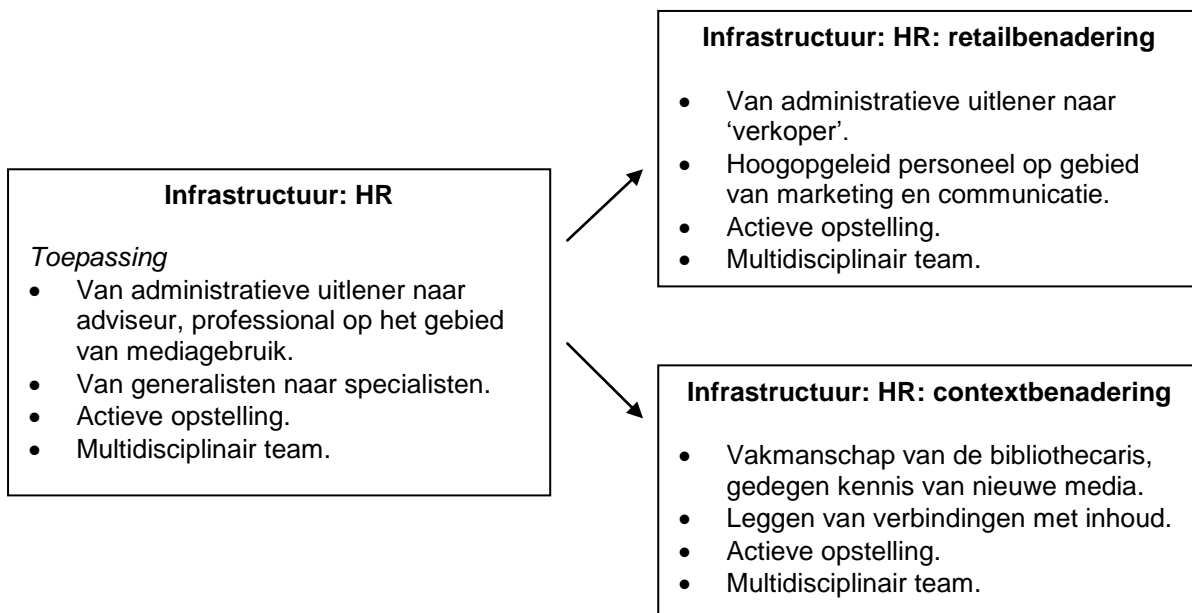 Infrastructuur: HR
Toepassing
• Van administratieve uitlener naar
adviseur, professional op het gebied
van mediagebruik.
• Van generalisten naar specialisten.
• Actieve opstelling.
• Multidisciplinair team.
Infrastructuur: HR: retailbenadering
• Van administratieve uitlener naar
‘verkoper’.
• Hoogopgeleid personeel op gebied
van marketing en communicatie.
• Actieve opstelling.
• Multidisciplinair team.
Infrastructuur: HR: contextbenadering
• Vakmanschap van de bibliothecaris,
gedegen kennis van nieuwe media.
• Leggen van verbindingen met inhoud.
• Actieve opstelling.
• Multidisciplinair team.